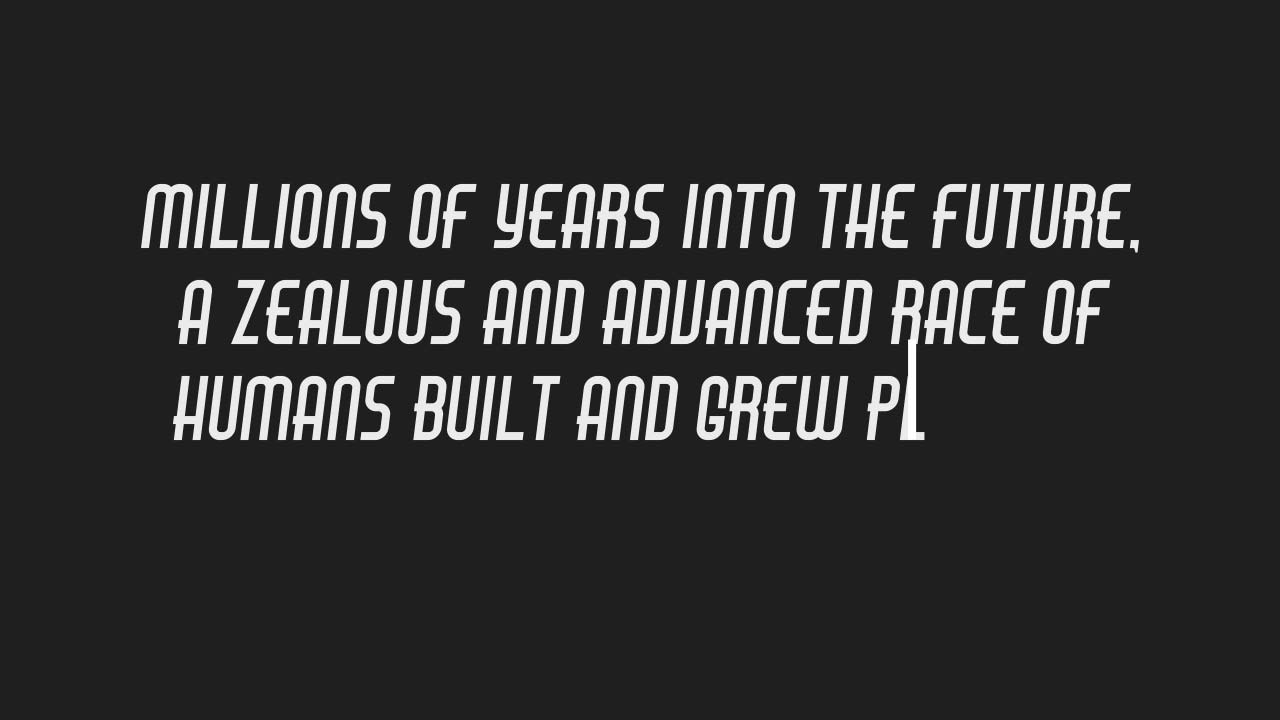 MILLIONS OF YEARS INTO THE FUTURE,
A ZEALOUS AND ADVANCED RACE OF
HUMANS BUILT AND GREW PL